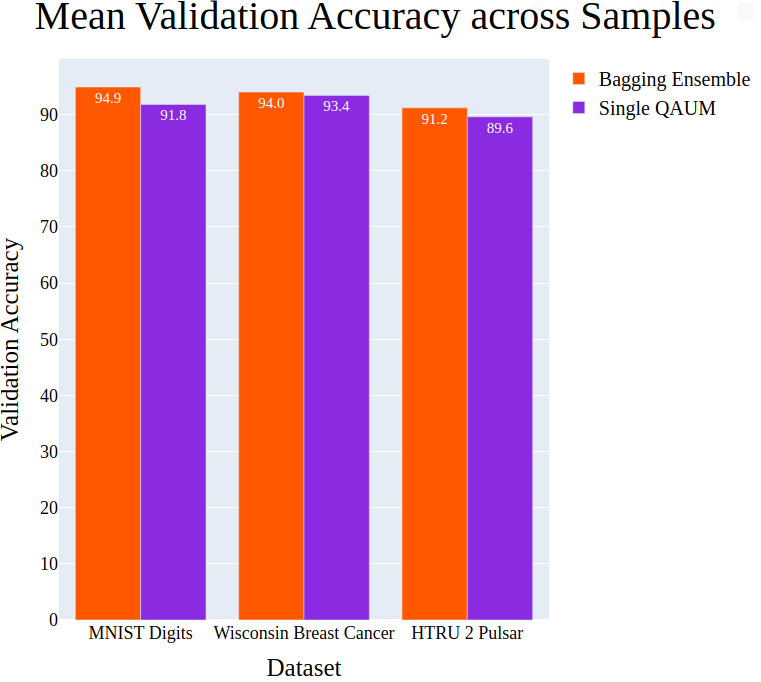 Mean Validation Accuracy across Samples
Bagging Ensemble
Single QAUM
Validation Accuracy
90
80
70
60
50
40
30
20
10
0
94.9
91.8
94.0
93.4
91.2
89.6
MNIST Digits
Wisconsin Breast Cancer
HTRU 2 Pulsar
Dataset